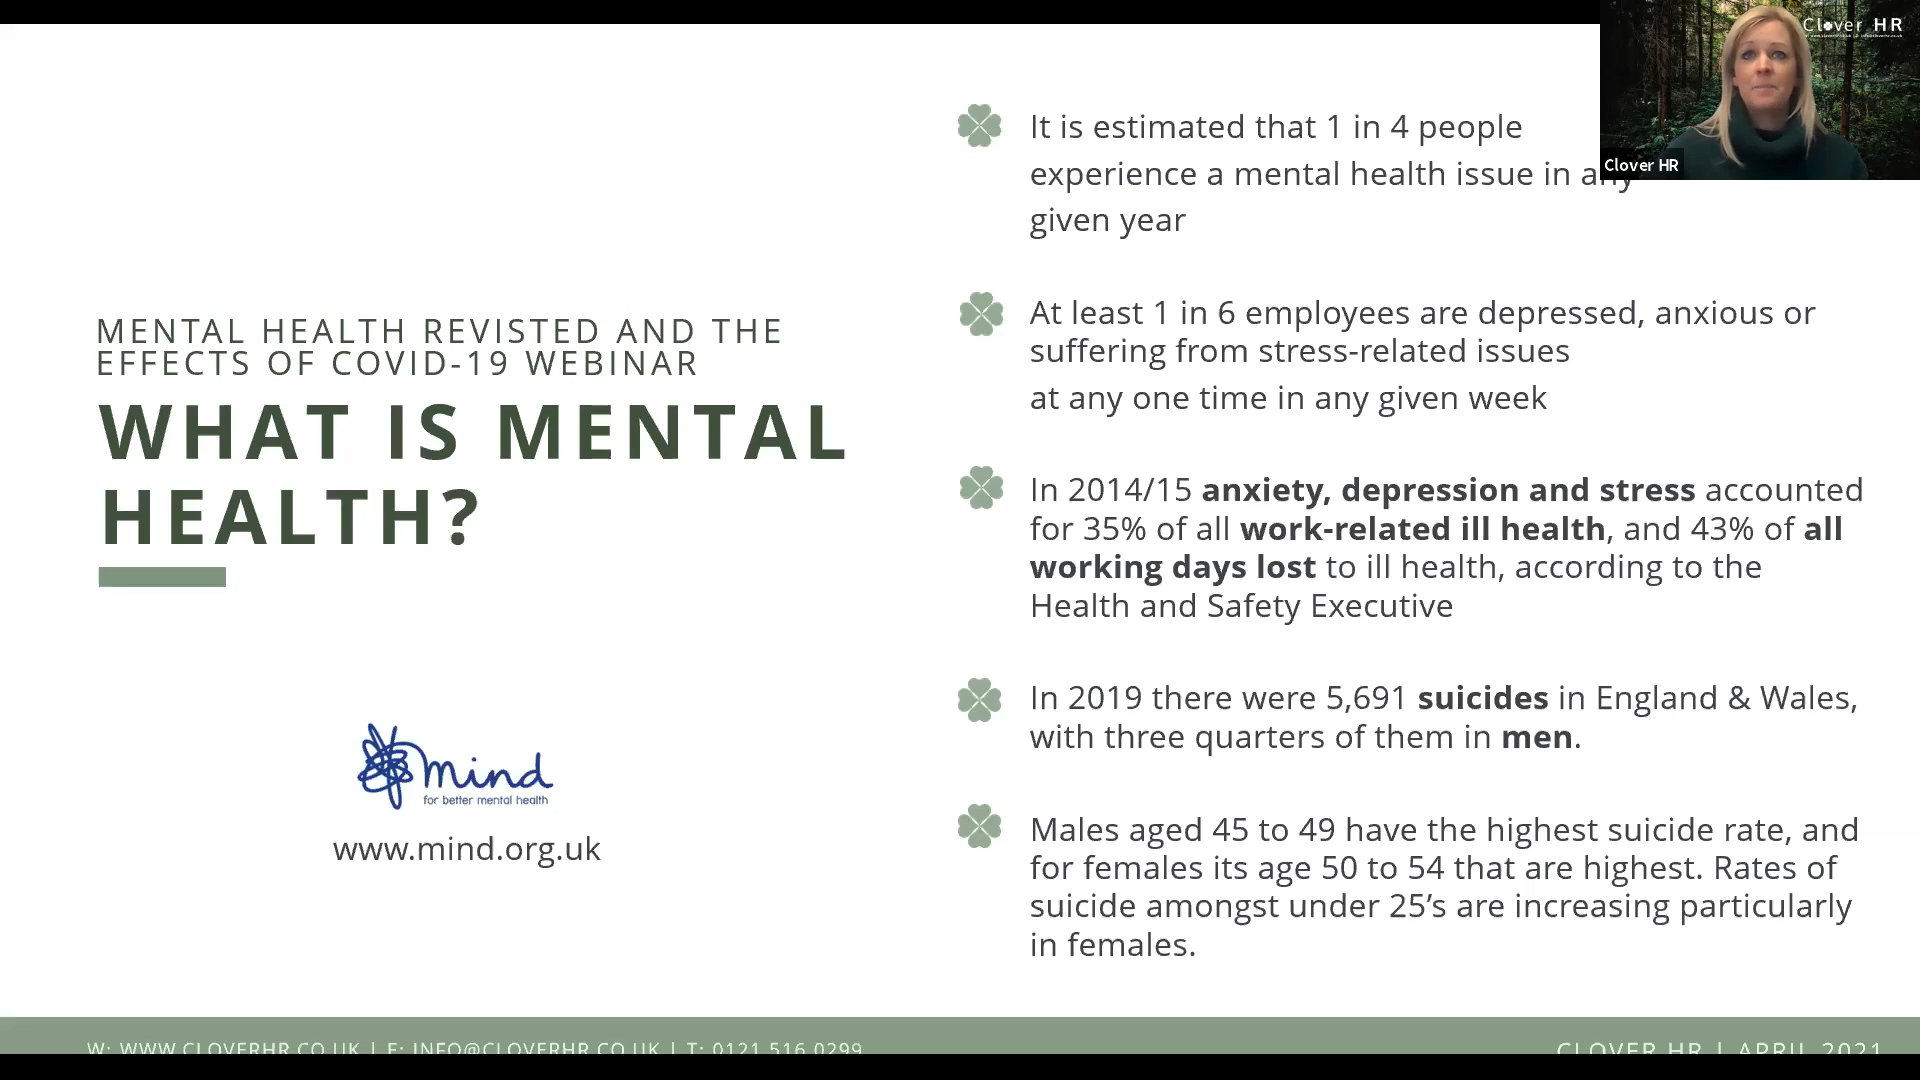 Clover HR
Clover HR
It is estimated that 1 in 4 people
experience a mental health issue in any
given year
At least 1 in 6 employees are depressed, anxious or
suffering from stress-related issues
at any one time in any given week
In 2014/15 anxiety, depression and stress accounted
for 35% of all work-related ill health, and 43% of all
working days lost to ill health, according to the
Health and Safety Executive
In 2019 there were 5,691 suicides in England & Wales,
with three quarters of them in men.
Males aged 45 to 49 have the highest suicide rate, and
for females its age 50 to 54 that are highest. Rates of
suicide amongst under 25’s are increasing particularly
in females.
MENTAL HEALTH REVISTED AND THE
EFFECTS OF COVID-19 WEBINAR
WHAT IS MENTAL
HEALTH?
mind
for better mental health
www.mind.org.uk
W: WWW.CLOVERHR.CO.UK | E: INFO@CLOVERHR.CO.UK | T: 0121 516 0299
CLOVER HR | APRIL 2021